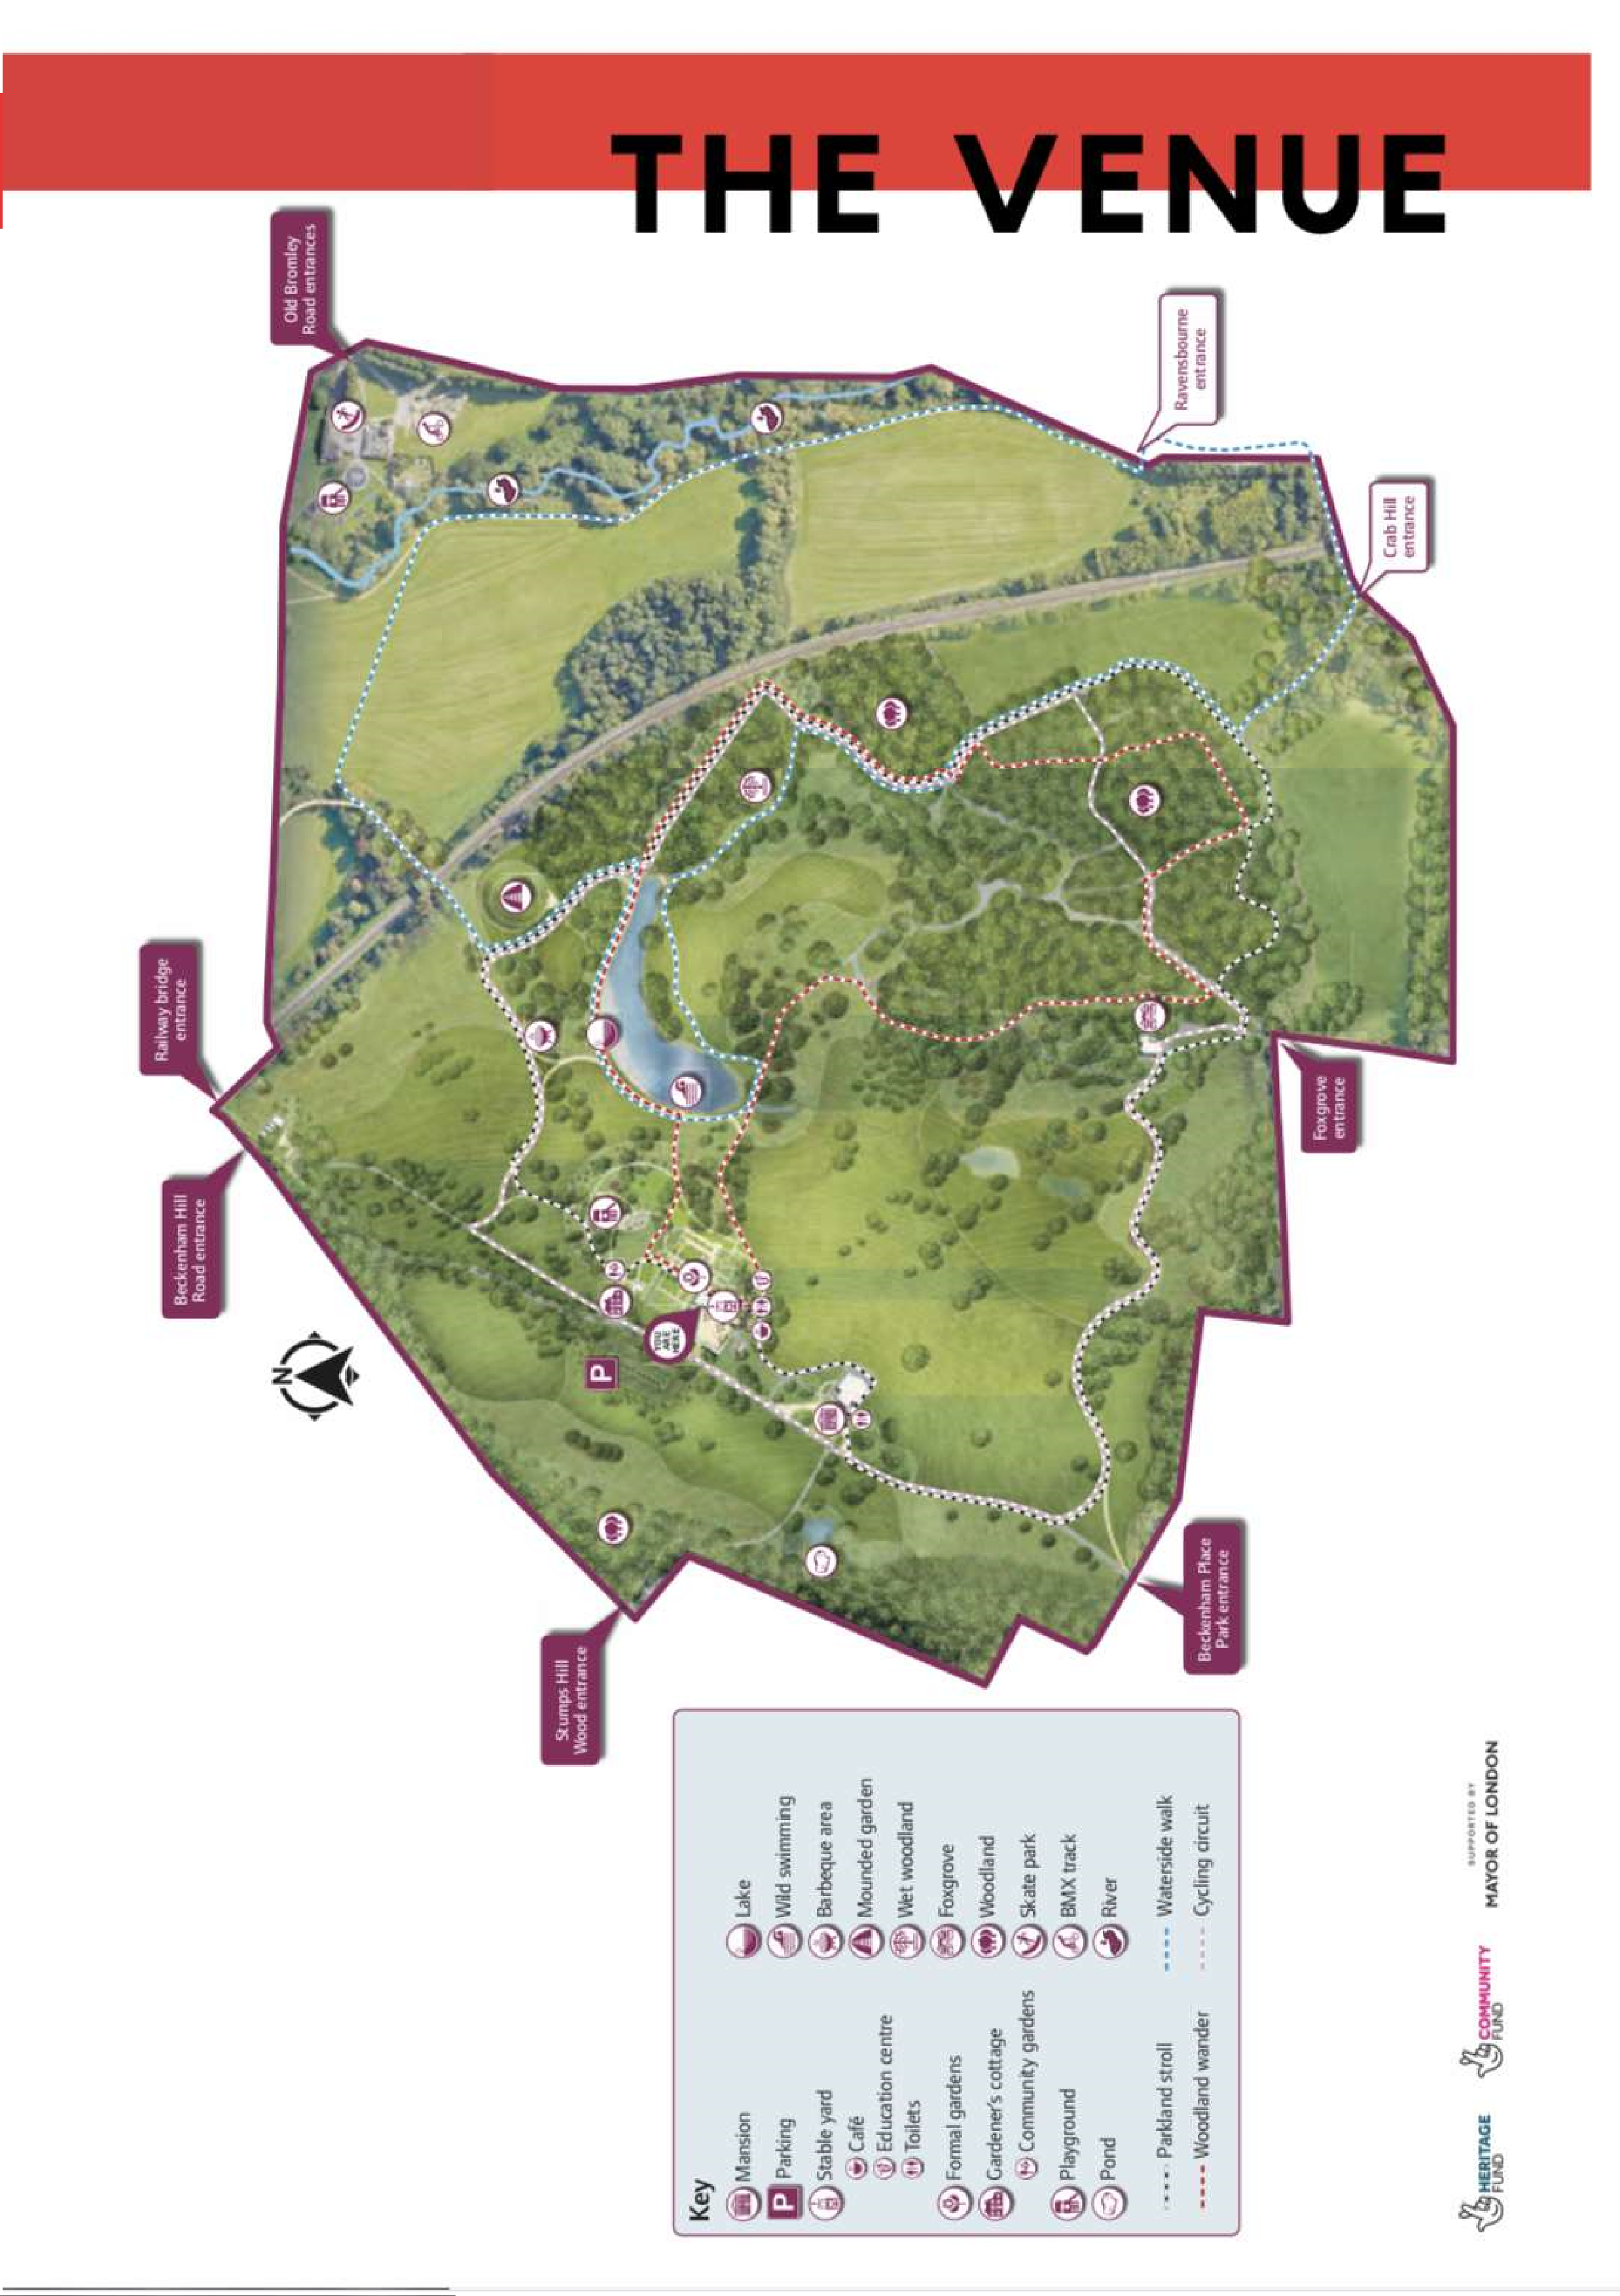 THE VENUE
Old Bromley
Road entrances
Ravensbourne
entrance
Crab Hill
entrance
Railway bridge
entrance
Beckenham Hill
Road entrance
Foxgrove
entrance
N
P
YOU
ARE
HERE
Stumps Hill
Wood entrance
Beckenham Place
Park entrance
Key
Mansion
P Parking
Stable yard
Café
Education centre
Toilets
Formal gardens
Gardener's cottage
Community gardens
Playground
Pond
Lake
Wild swimming
Barbeque area
Mounded garden
Wet woodland
Foxgrove
Woodland
Skate park
BMX track
River
Parkland stroll
Woodland wander
Waterside walk
Cycling circuit
HERITAGE
FUND
COMMUNITY
FUND
SUPPORTED BY
MAYOR OF LONDON